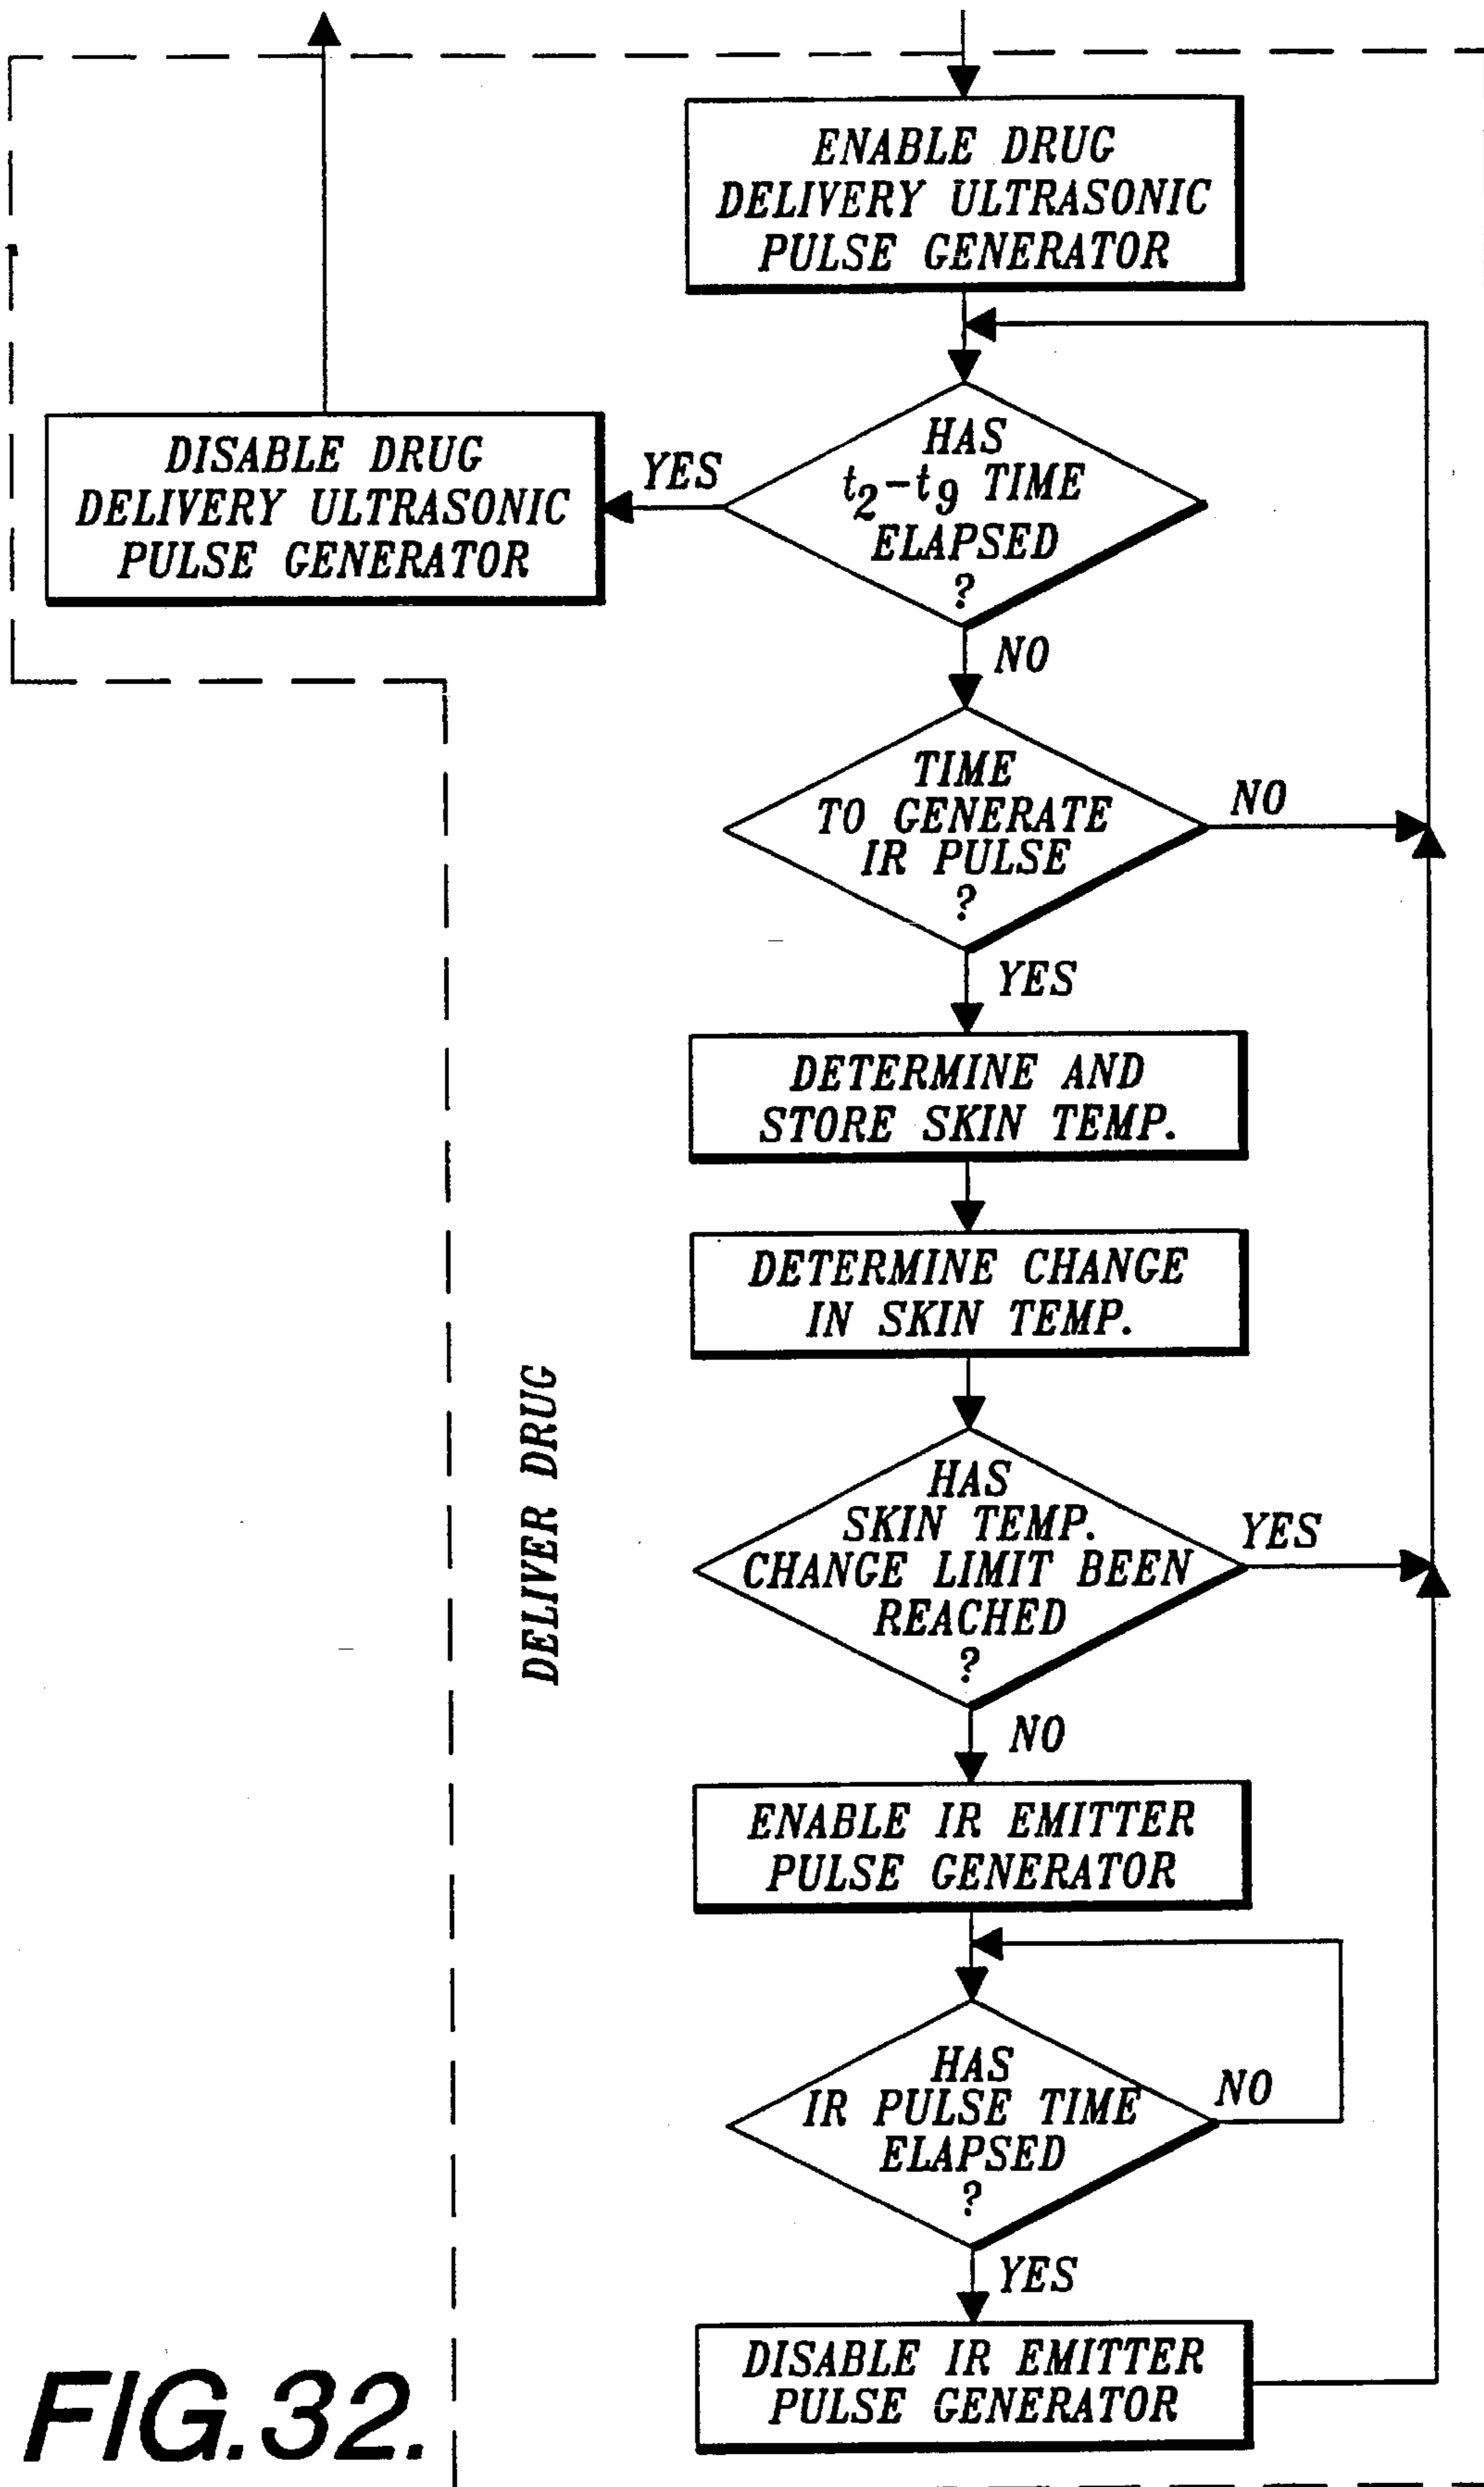 ENABLE DRUG
DELIVERY ULTRASONIC
PULSE GENERATOR
HAS
t₂-t₉ TIME
ELAPSED
?
YES
DISABLE DRUG
DELIVERY ULTRASONIC
PULSE GENERATOR
NO
TIME
TO GENERATE
IR PULSE
?
NO
YES
DETERMINE AND
STORE SKIN TEMP.
DETERMINE CHANGE
IN SKIN TEMP.
DELIVER DRUG
HAS
SKIN TEMP.
CHANGE LIMIT BEEN
REACHED
?
YES
NO
ENABLE IR EMITTER
PULSE GENERATOR
HAS
IR PULSE TIME
ELAPSED
?
NO
YES
DISABLE IR EMITTER
PULSE GENERATOR
FIG.32.